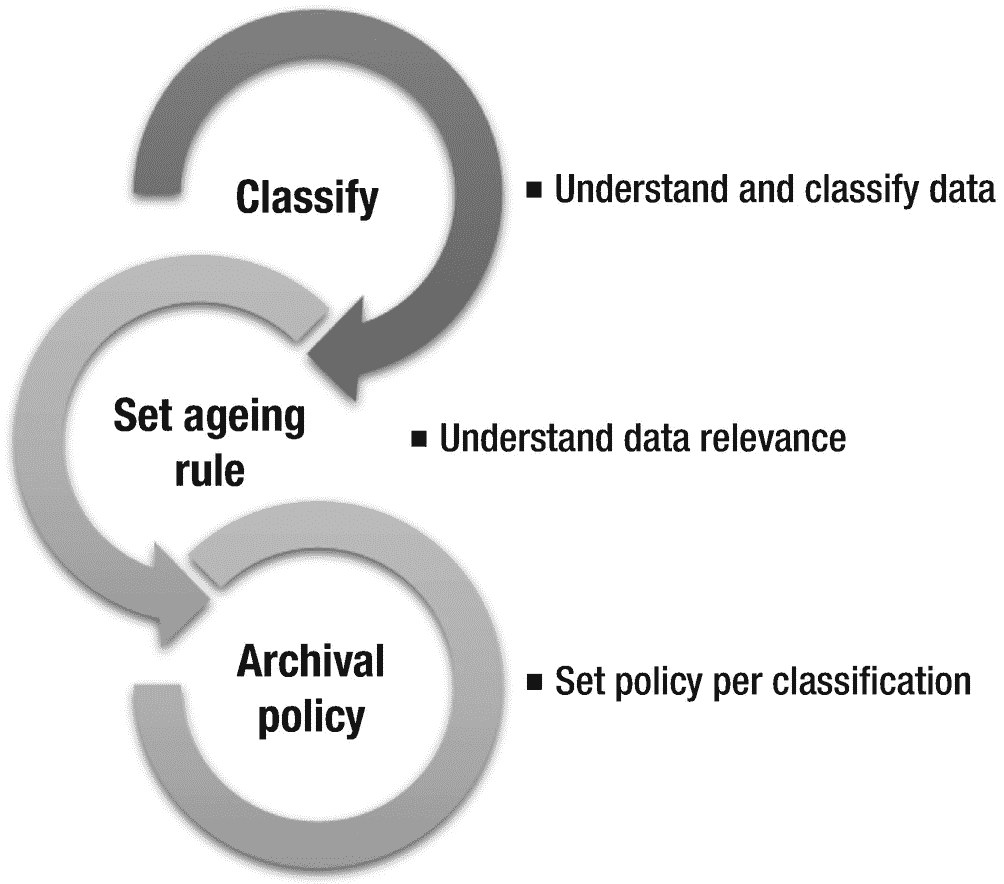 Classify
■ Understand and classify data
Set ageing
rule
■ Understand data relevance
Archival
policy
■ Set policy per classification